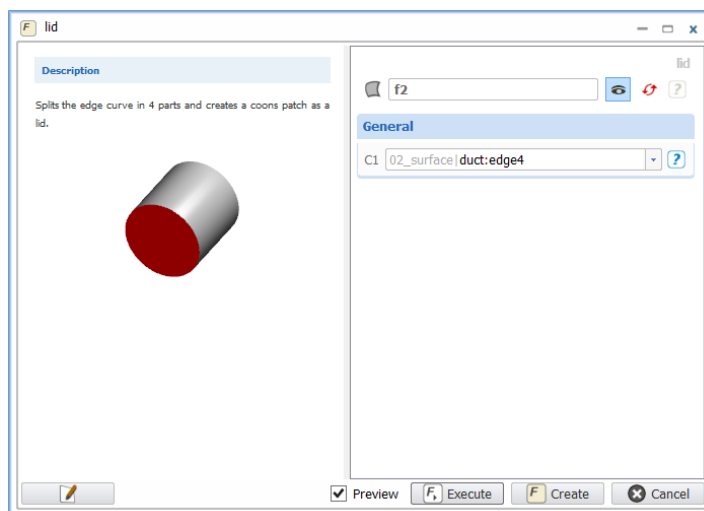 F lid
Description
Splits the edge curve in 4 parts and creates a coons patch as a
lid.
lid
f2
?
General
C1 02_surface|duct:edge4 ?
Preview F Execute F Create Cancel